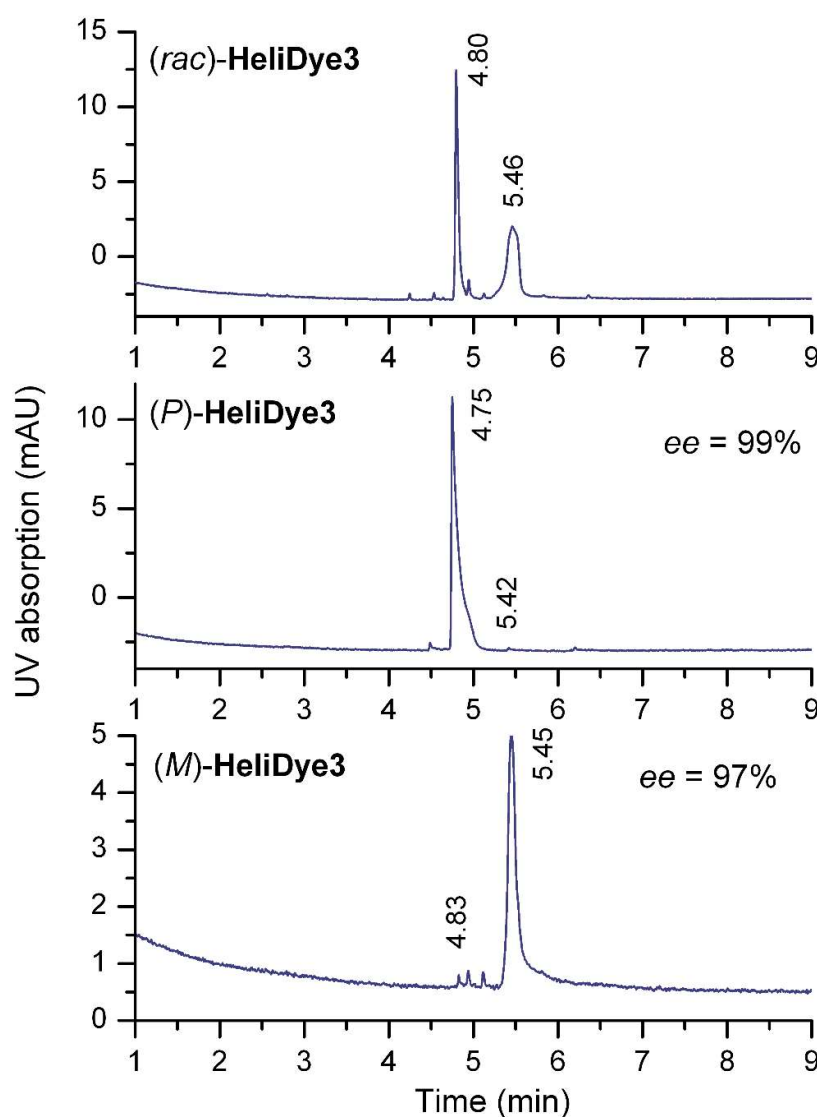 UV absorption (mAU)
(rac)-HeliDye3
4.80
5.46
15
10
5
0
1 2 3 4 5 6 7 8 9
(P)-HeliDye3
4.75
5.42
ee = 99%
10
5
0
1 2 3 4 5 6 7 8 9
(M)-HeliDye3
4.83
5.45
ee = 97%
5
4
3
2
1
0
1 2 3 4 5 6 7 8 9
Time (min)